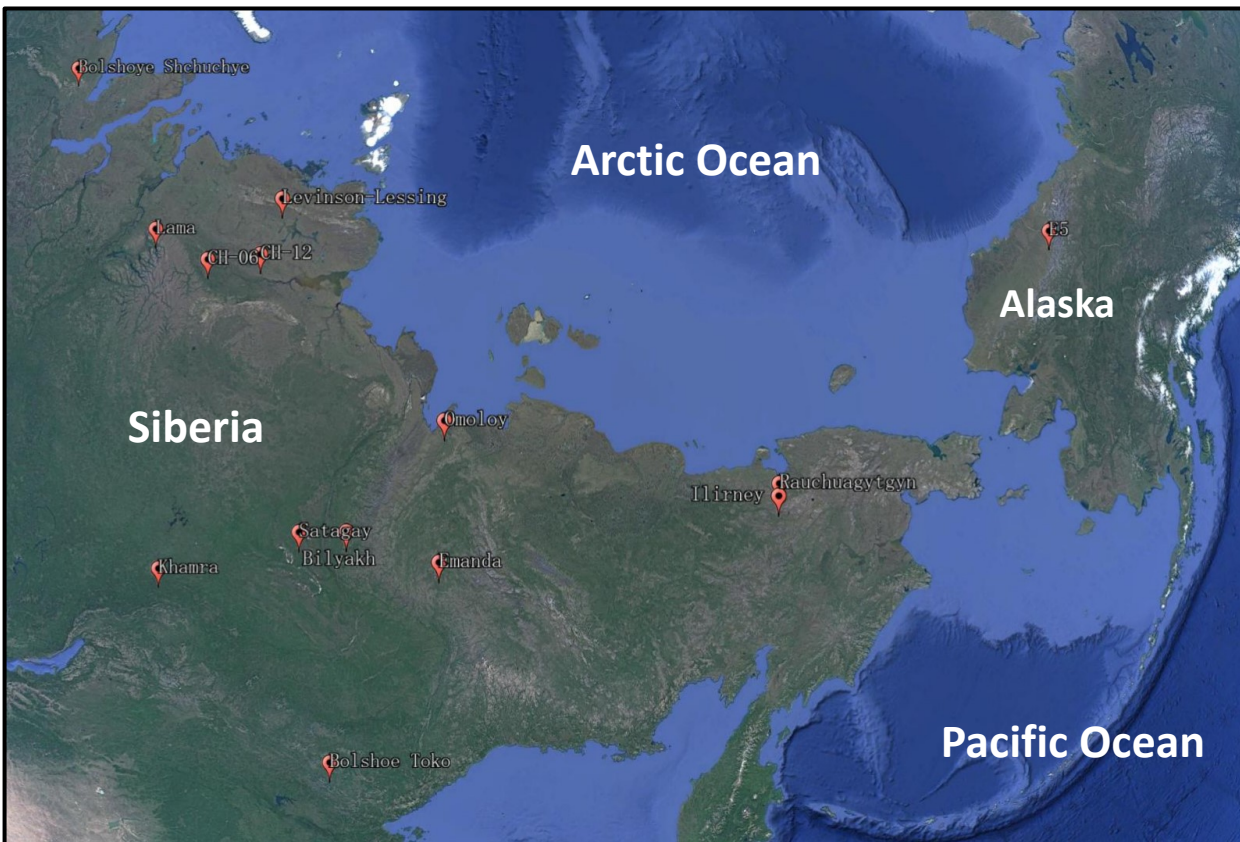 Bolshoye Shchuchye
Arctic Ocean
Levinson-Lessing
Lama
E5
CH-06
CH-12
Alaska
Siberia
Omoloy
Rauchuagytgyn
Ilirney
Satagay
Bilyakh
Emanda
Khamra
Pacific Ocean
Bolshoe Toko